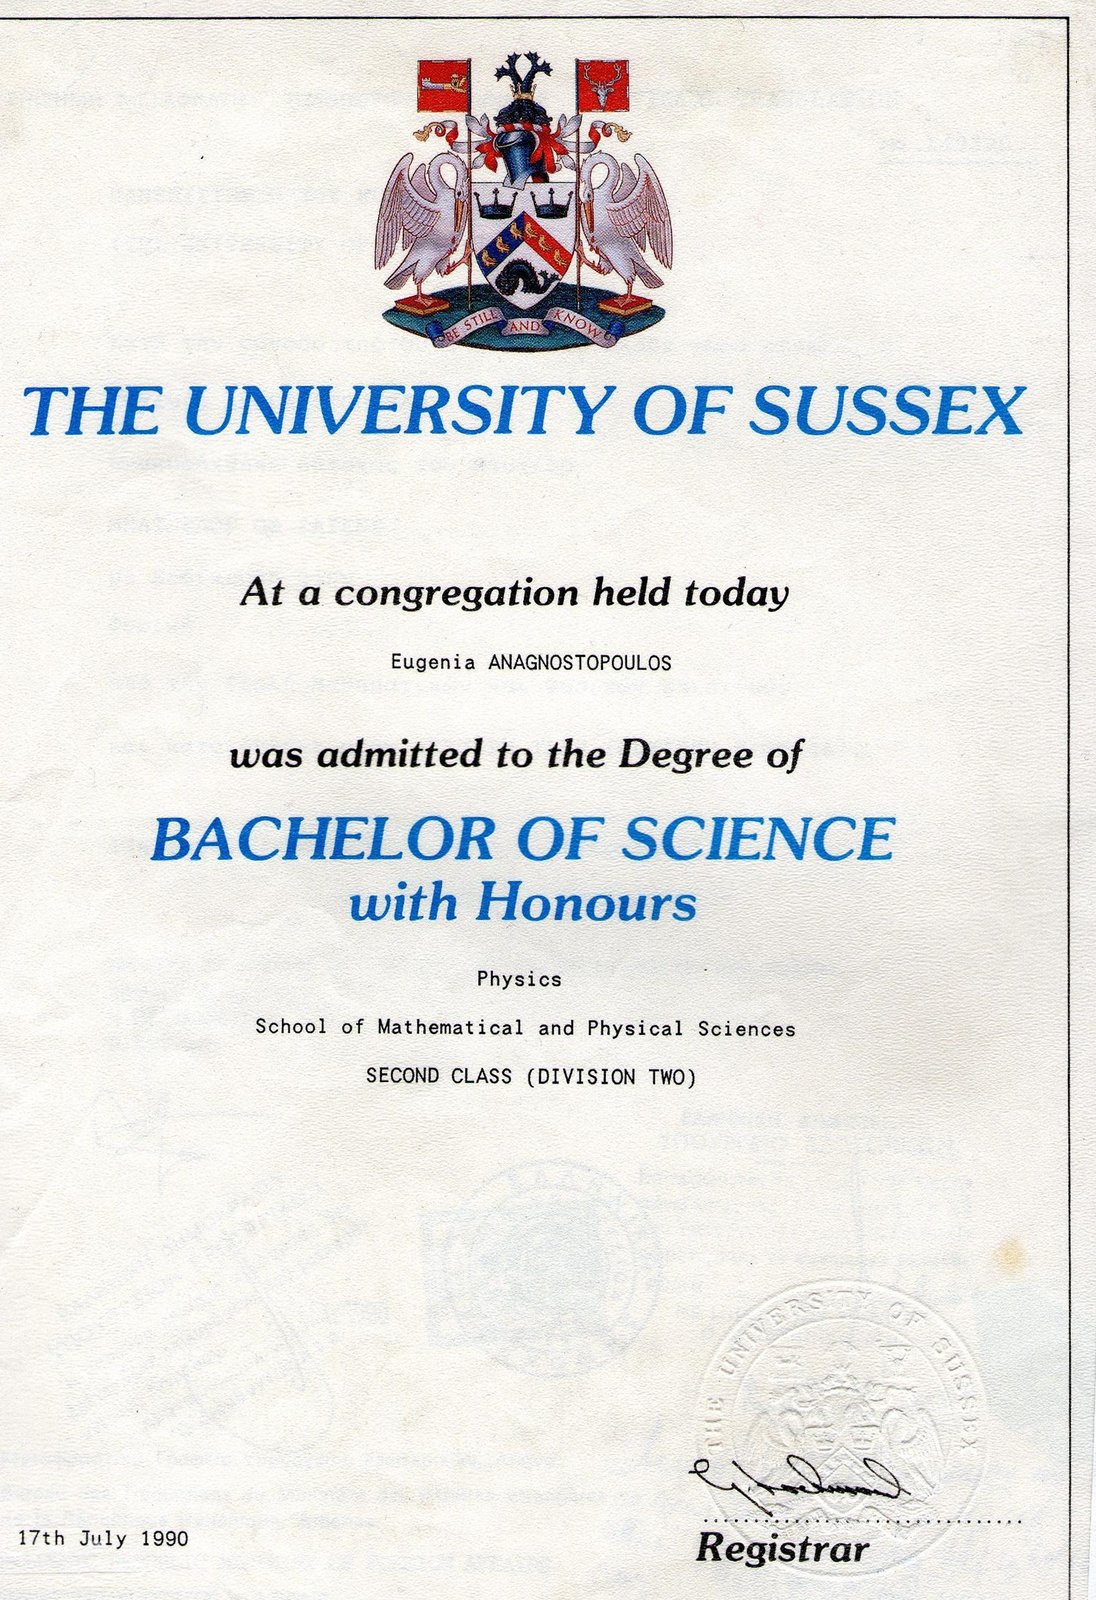 BE STILL AND KNOW
THE UNIVERSITY OF SUSSEX
At a congregation held today
Eugenia ANAGNOSTOPOULOS
was admitted to the Degree of
BACHELOR OF SCIENCE
with Honours
Physics
School of Mathematical and Physical Sciences
SECOND CLASS (DIVISION TWO)
THE UNIVERSITY OF SUSSEX
17th July 1990
Registrar